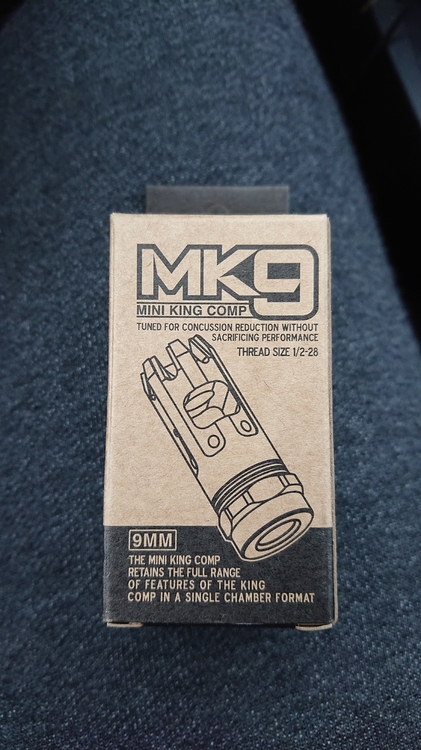 MK9
MINI KING COMP
TUNED FOR CONCUSSION REDUCTION WITHOUT
SACRIFICING PERFORMANCE
THREAD SIZE 1/2-28
9MM
THE MINI KING COMP
RETAINS THE FULL RANGE
OF FEATURES OF THE KING
COMP IN A SINGLE CHAMBER FORMAT